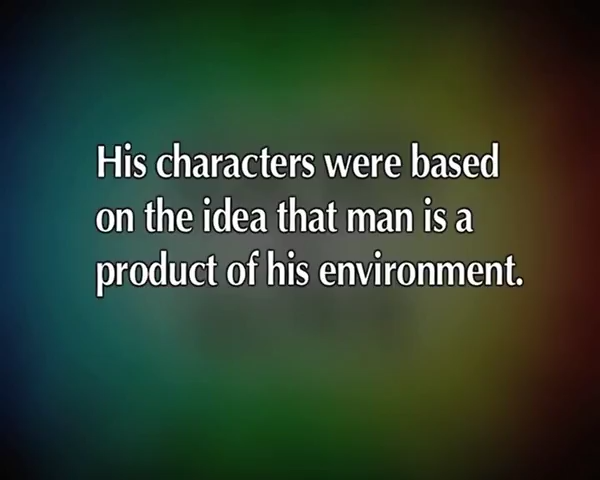 His characters were based
on the idea that man is a
product of his environment.